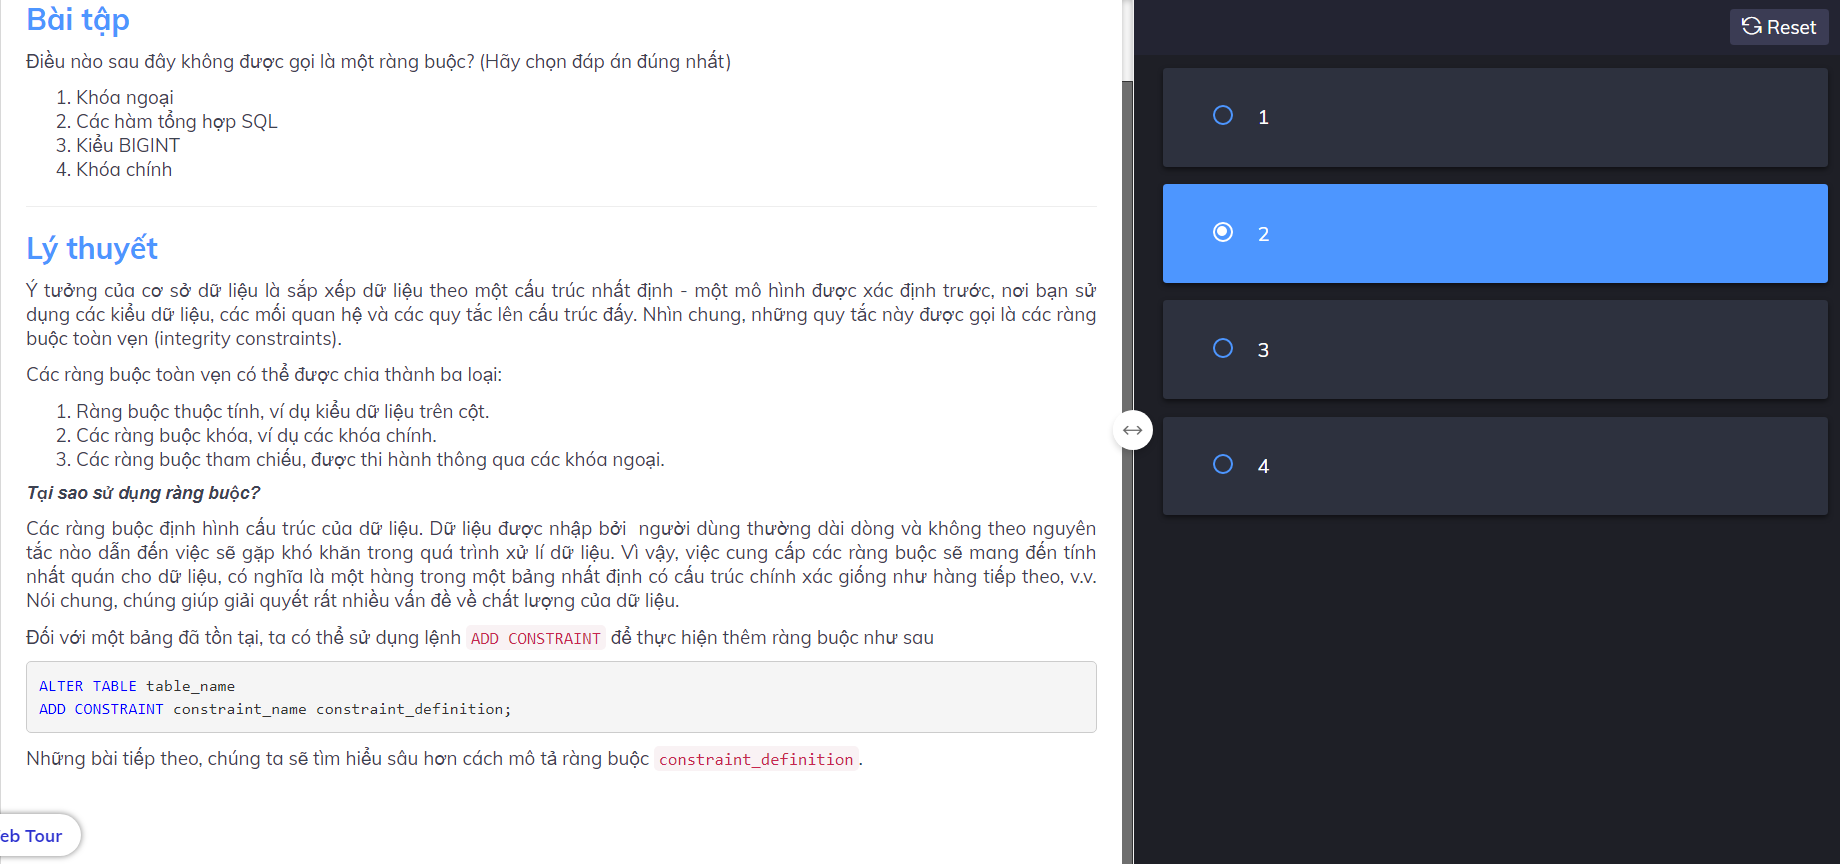 Bài tập
Điều nào sau đây không được gọi là một ràng buộc? (Hãy chọn đáp án đúng nhất)
1. Khóa ngoại
2. Các hàm tổng hợp SQL
3. Kiểu BIGINT
4. Khóa chính
Lý thuyết
Ý tưởng của cơ sở dữ liệu là sắp xếp dữ liệu theo một cấu trúc nhất định - một mô hình được xác định trước, nơi bạn sử
dụng các kiểu dữ liệu, các mối quan hệ và các quy tắc lên cấu trúc đấy. Nhìn chung, những quy tắc này được gọi là các ràng
buộc toàn vẹn (integrity constraints).
Các ràng buộc toàn vẹn có thể được chia thành ba loại:
1. Ràng buộc thuộc tính, ví dụ kiểu dữ liệu trên cột.
2. Các ràng buộc khóa, ví dụ các khóa chính.
3. Các ràng buộc tham chiếu, được thi hành thông qua các khóa ngoại.
Tại sao sử dụng ràng buộc?
Các ràng buộc định hình cấu trúc của dữ liệu. Dữ liệu được nhập bởi người dùng thường dài dòng và không theo nguyên
tắc nào dẫn đến việc sẽ gặp khó khăn trong quá trình xử lí dữ liệu. Vì vậy, việc cung cấp các ràng buộc sẽ mang đến tính
nhất quán cho dữ liệu, có nghĩa là một hàng trong một bảng nhất định có cấu trúc chính xác giống như hàng tiếp theo, v.v.
Nói chung, chúng giúp giải quyết rất nhiều vấn đề về chất lượng của dữ liệu.
Đối với một bảng đã tồn tại, ta có thể sử dụng lệnh ADD CONSTRAINT để thực hiện thêm ràng buộc như sau
ALTER TABLE table_name
ADD CONSTRAINT constraint_name constraint_definition;
Những bài tiếp theo, chúng ta sẽ tìm hiểu sâu hơn cách mô tả ràng buộc constraint_definition.
eb Tour
Reset
1
2
3
4